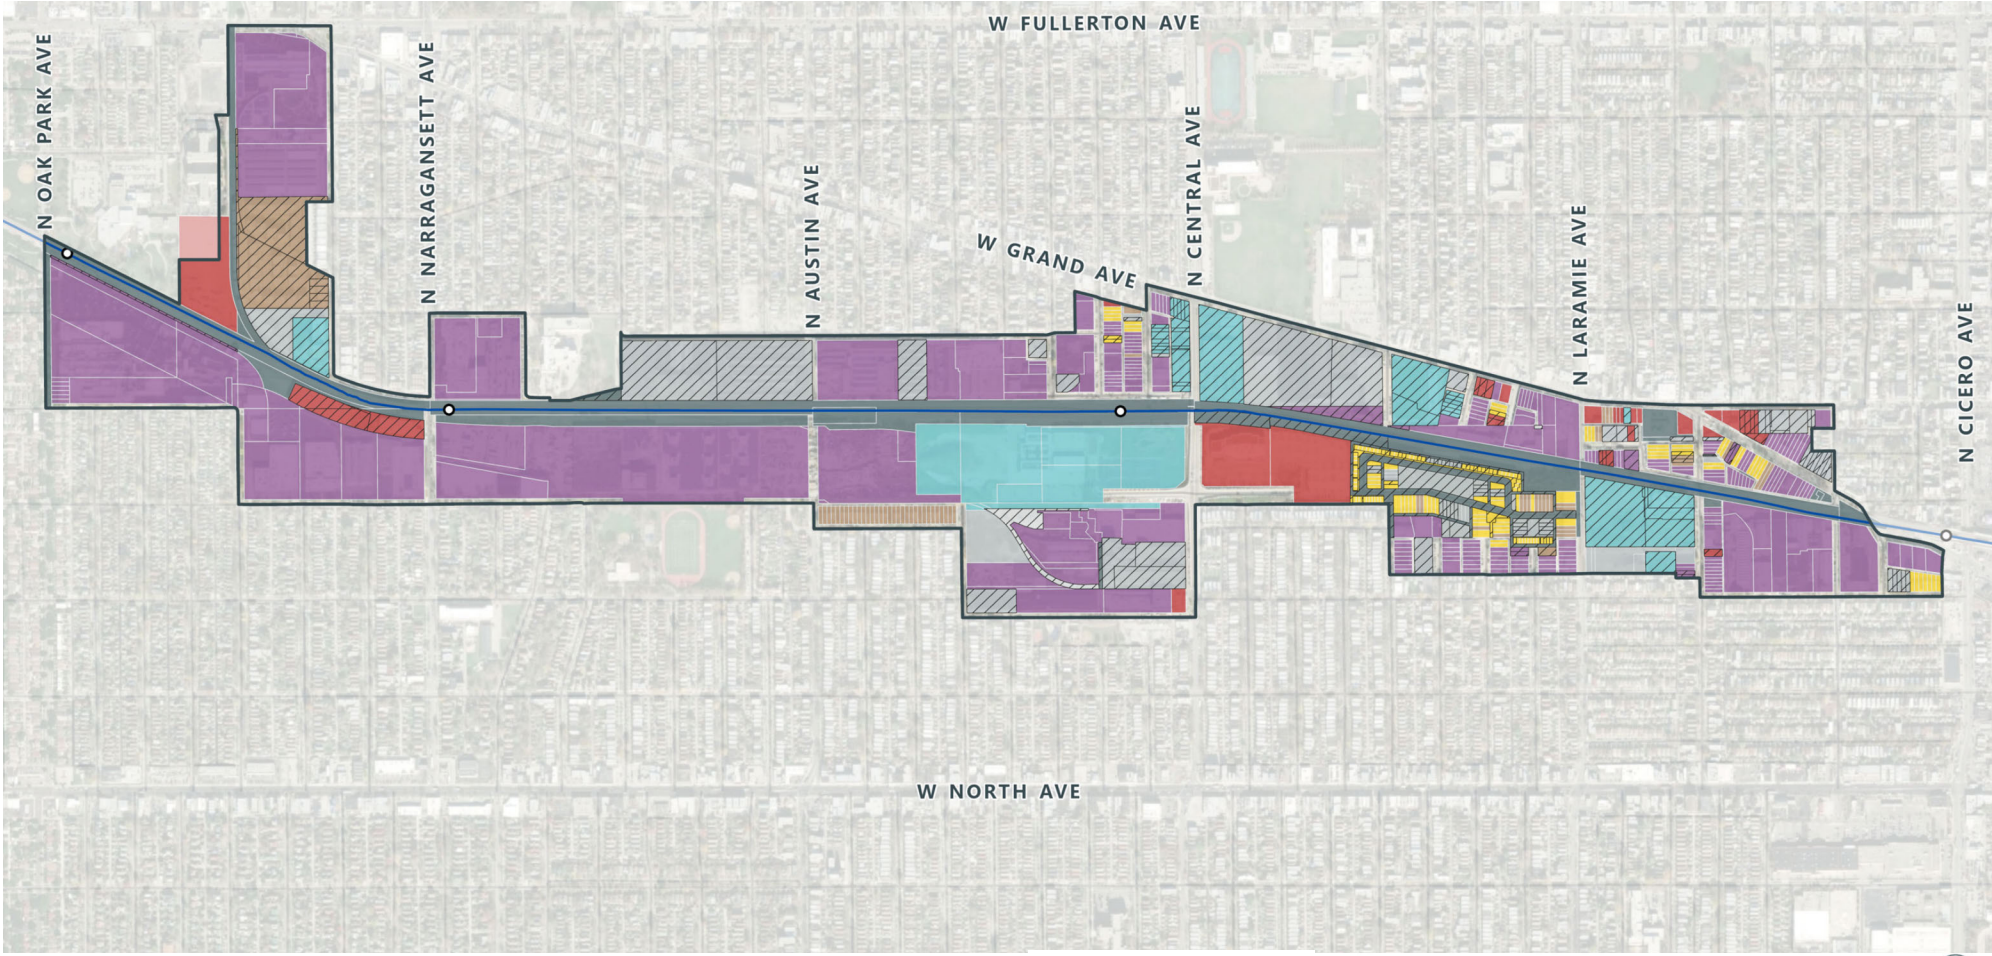 W FULLERTON AVE
N OAK PARK AVE
N NARRAGANSETT AVE
N AUSTIN AVE
W GRAND AVE
N CENTRAL AVE
N LARAMIE AVE
N CICERO AVE
W NORTH AVE